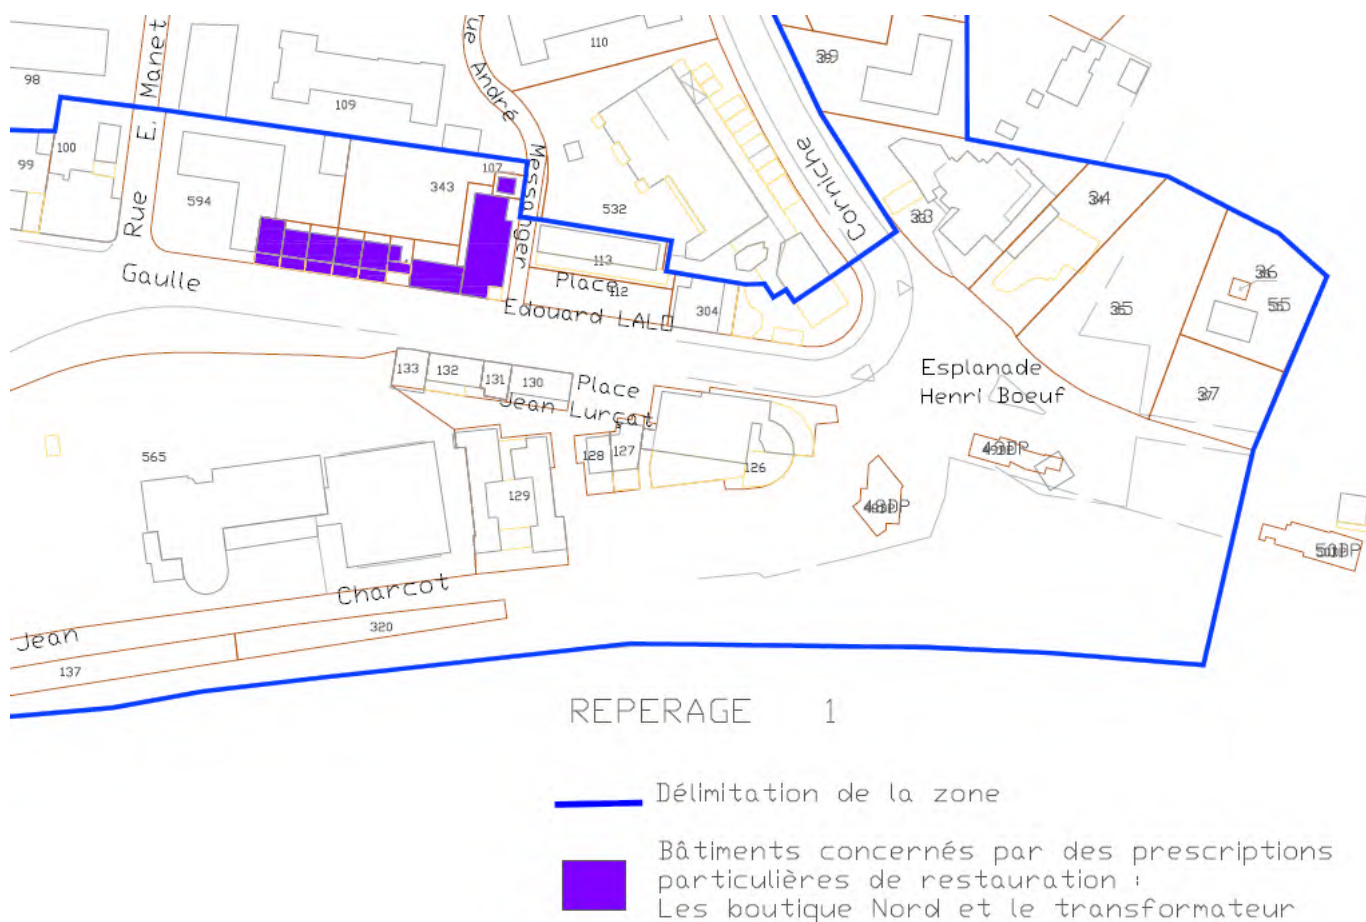 110
39
98
109
Rue E. Manet
André Messager
Corniche
100
99
107
343
594
532
33
34
36
35
55
37
113
112
304
Gaulle
Place
Edouard LALO
Esplanade
Henri Boeuf
133
132
131
130
Place
Jean Lurçat
128
127
126
129
565
49DP
48DP
50DP
Jean Charcot
320
137
REPERAGE 1
Délimitation de la zone
Bâtiments concernés par des prescriptions
particulières de restauration :
Les boutique Nord et le transformateur